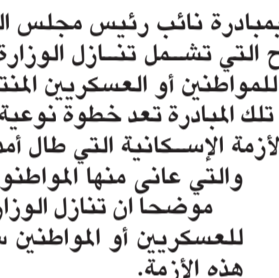 بمبادرة نائب رئيس مجلس ال
ح التي تشمل تنازل الوزارة
للمواطنين أو العسكريين المنت
تلك المبادرة تعد خطوة نوعية
لأزمة الإسكانية التي طال أمد
والتي عانى منها المواطنو
موضحا ان تنازل الوزار
للعسكريين أو المواطنين س
هذه الأزمة.